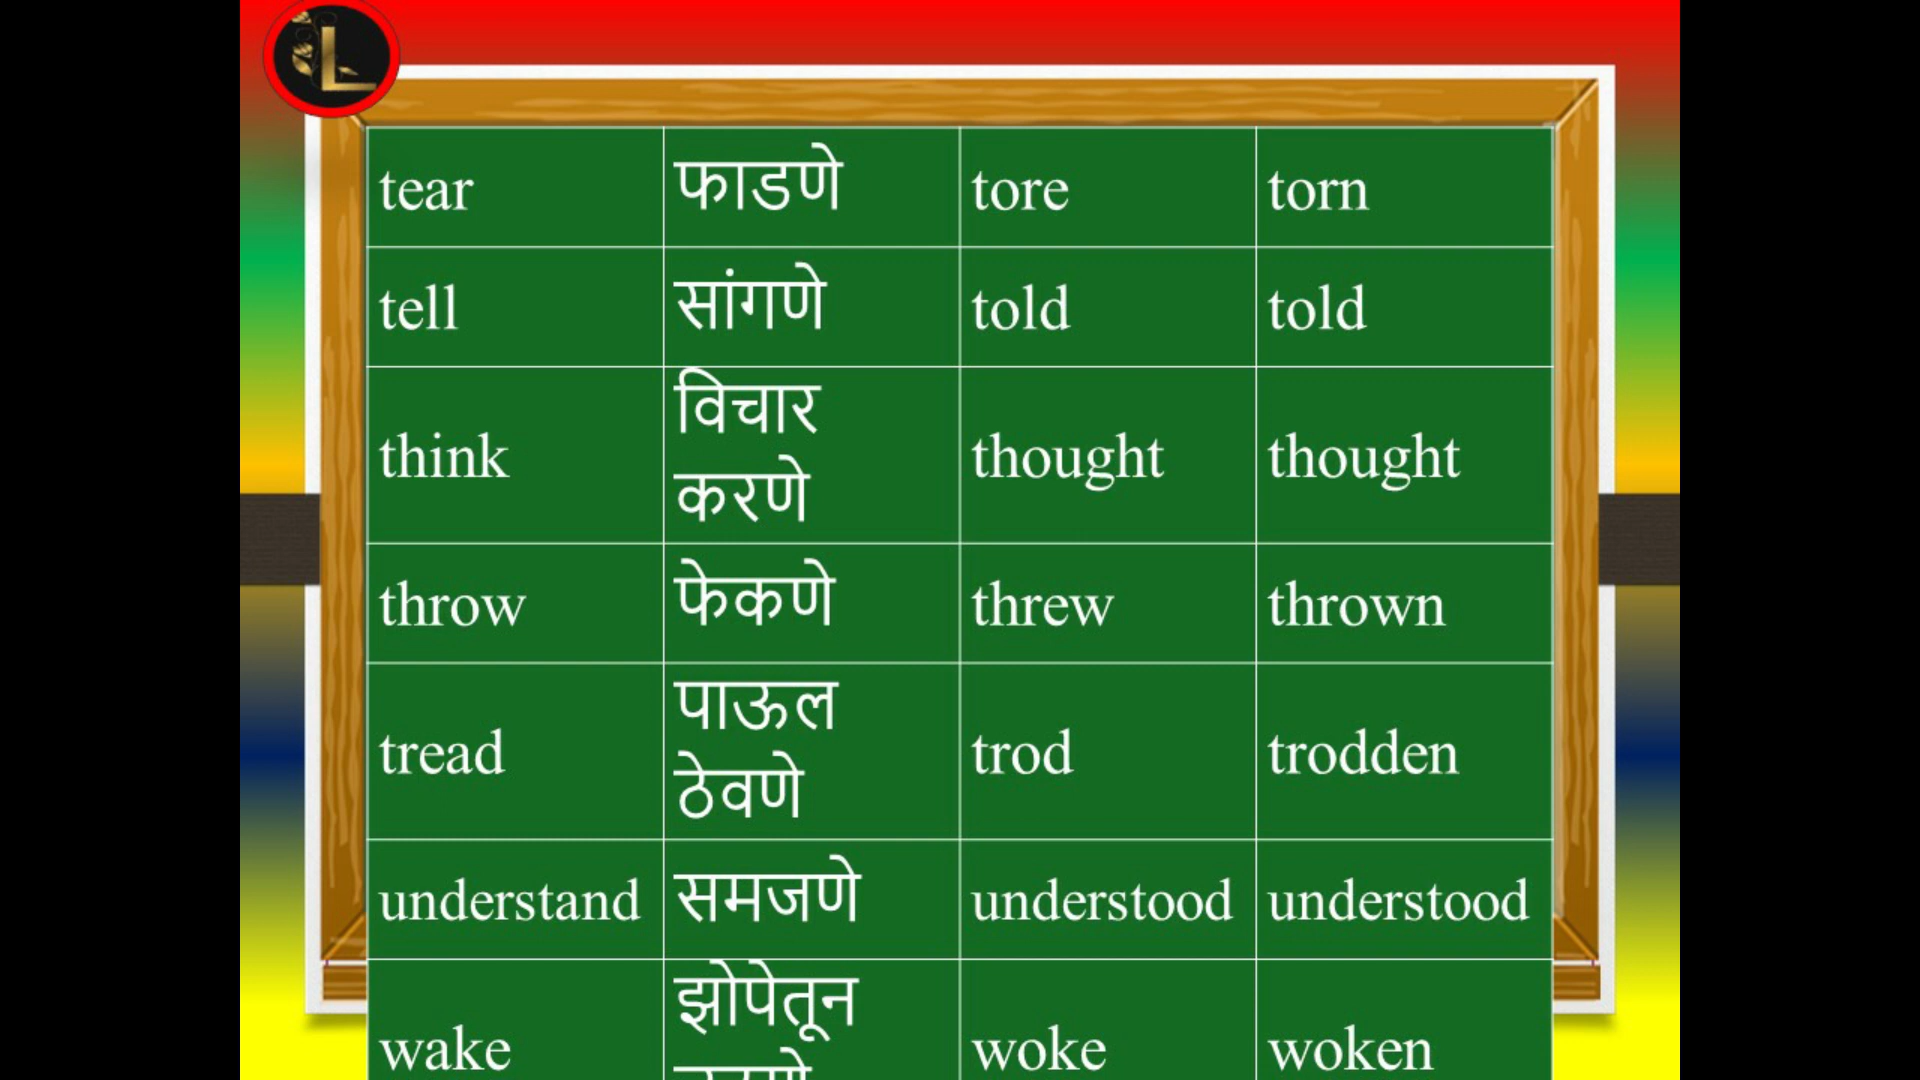 tear फाडणे tore torn
tell सांगणे told told
think विचार करणे thought thought
throw फेकणे threw thrown
tread पाऊल ठेवणे trod trodden
understand समजणे understood understood
wake झोपेतून woke woken
L